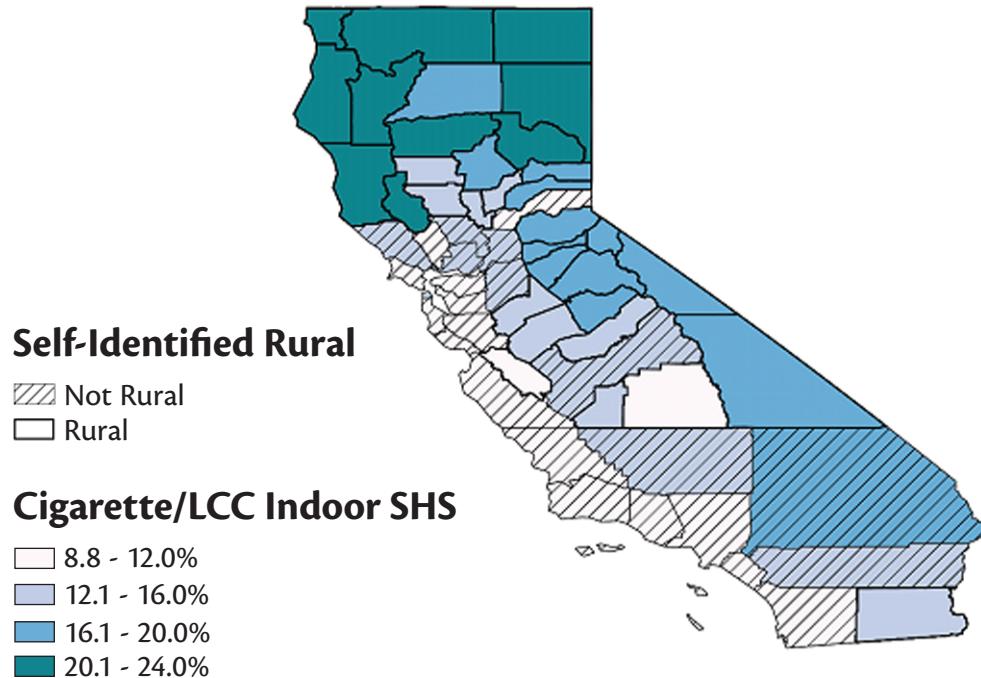 Self-Identified Rural
Not Rural
Rural
Cigarette/LCC Indoor SHS
8.8 - 12.0%
12.1 - 16.0%
16.1 - 20.0%
20.1 - 24.0%